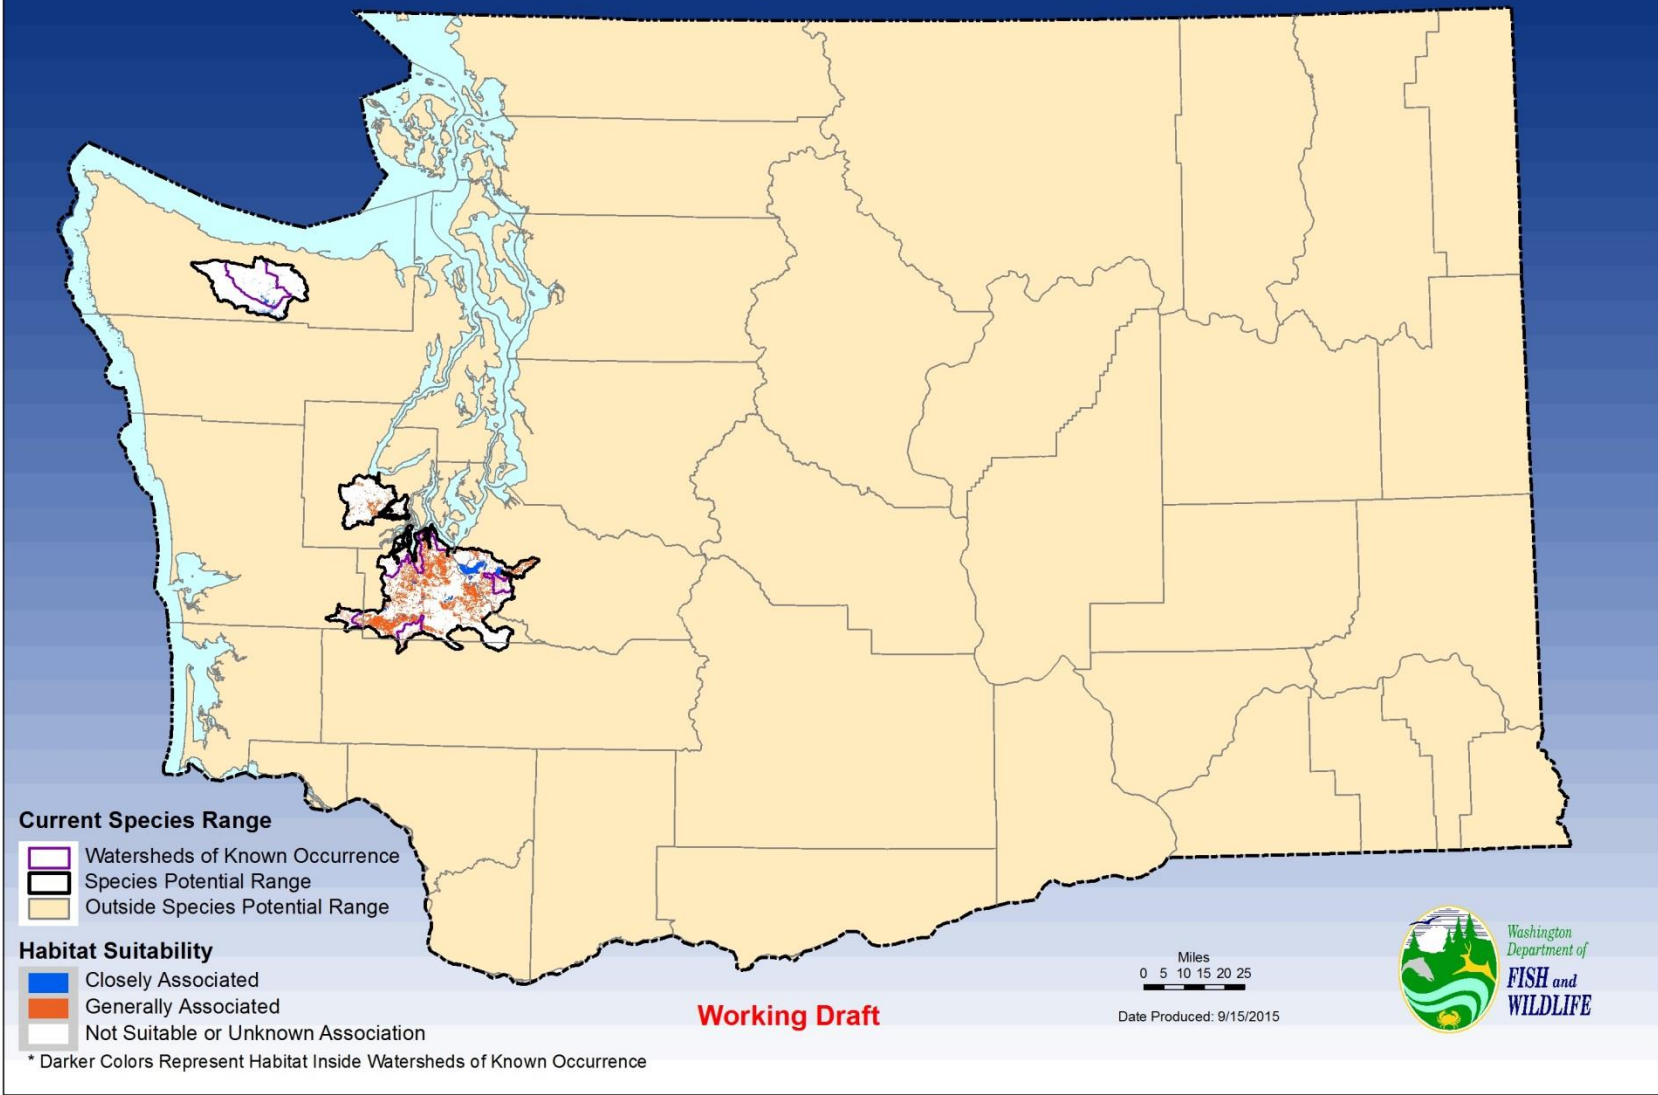 Current Species Range
Watersheds of Known Occurrence
Species Potential Range
Outside Species Potential Range
Habitat Suitability
Closely Associated
Generally Associated
Not Suitable or Unknown Association
* Darker Colors Represent Habitat Inside Watersheds of Known Occurrence
Working Draft
Miles
0 5 10 15 20 25
Date Produced: 9/15/2015
Washington
Department of
FISH and
WILDLIFE